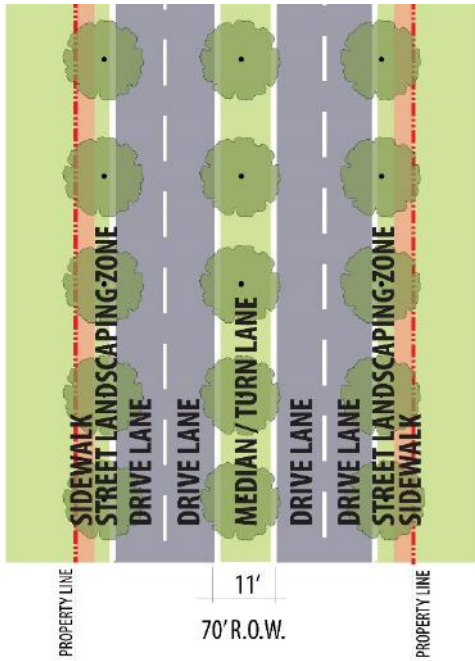 SIDEWALK
STREET LANDSCAPING ZONE
DRIVE LANE
DRIVE LANE
MEDIAN / TURN LANE
DRIVE LANE
DRIVE LANE
STREET LANDSCAPING ZONE
SIDEWALK
PROPERTY LINE
11'
70' R.O.W.
PROPERTY LINE